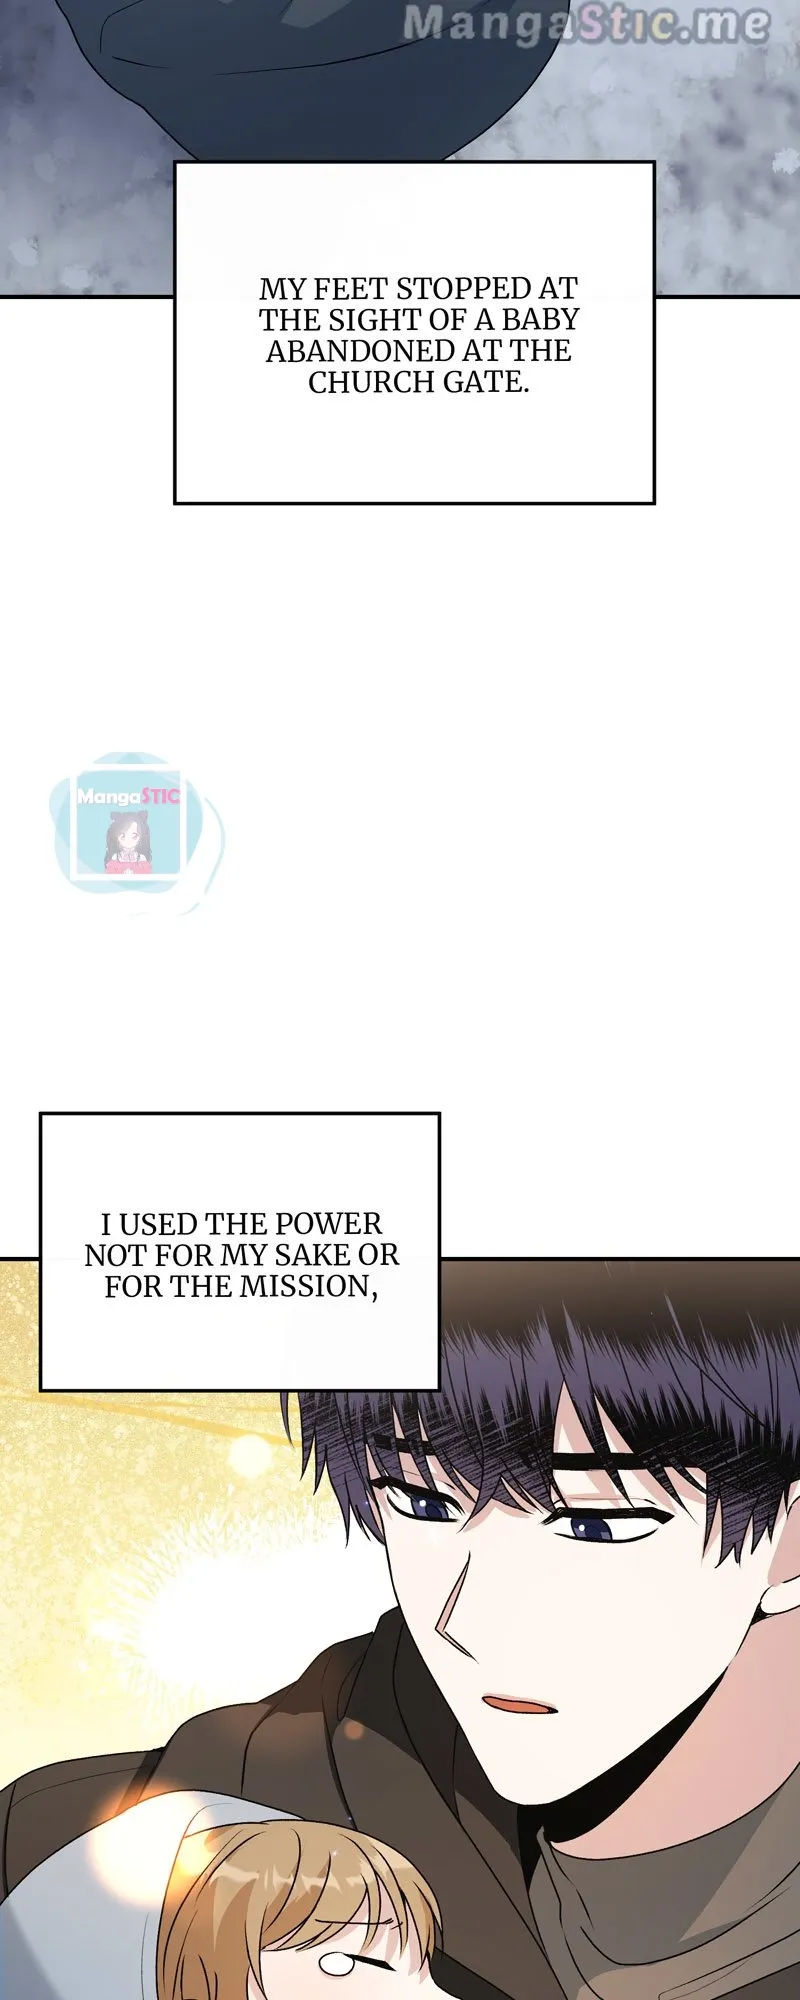 MangaStic.me
MY FEET STOPPED AT
THE SIGHT OF A BABY
ABANDONED AT THE
CHURCH GATE.
MangaSTIC
I USED THE POWER
NOT FOR MY SAKE OR
FOR THE MISSION,